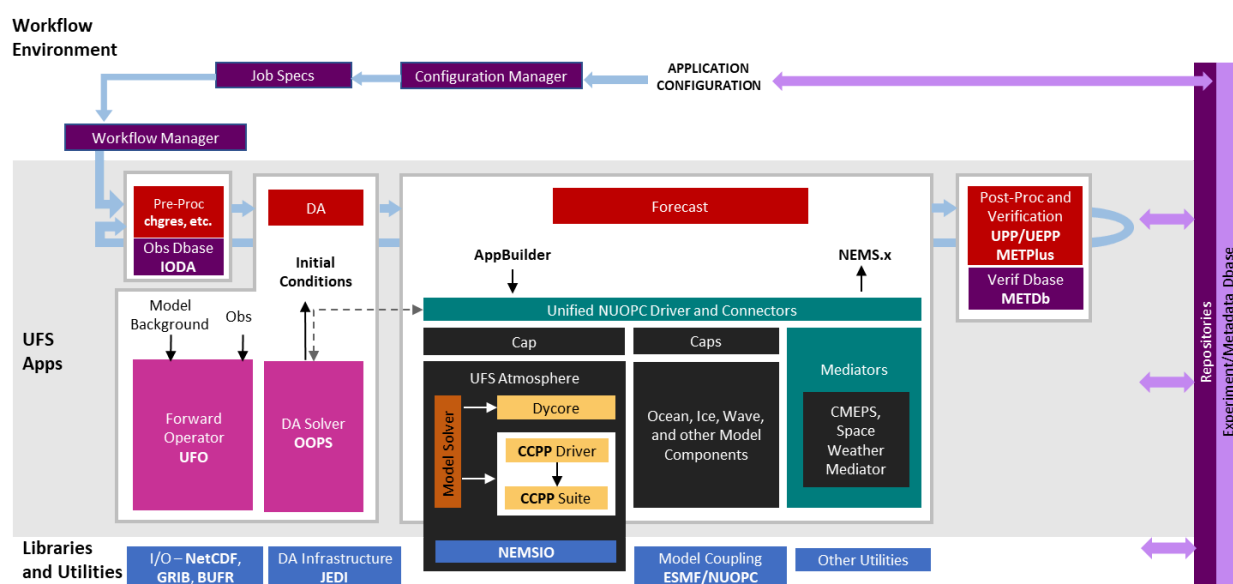 Workflow
Environment
Job Specs
Configuration Manager
APPLICATION
CONFIGURATION
Workflow Manager
Pre-Proc
chgres, etc.
Obs Dbase
IODA
DA
Forecast
Post-Proc and
Verification
UPP/UEPP
METPlus
Verif Dbase
METDb
Initial
Conditions
AppBuilder
NEMS.x
Model
Background
Obs
Unified NUOPC Driver and Connectors
UFS
Apps
Cap
Caps
Mediators
UFS Atmosphere
Model Solver
Dycore
CCPP Driver
CCPP Suite
Ocean, Ice, Wave,
and other Model
Components
CMEPS,
Space
Weather
Mediator
Forward
Operator
UFO
DA Solver
OOPS
Repositories
Experiment/Metadata Dbase
Libraries
and Utilities
I/O – NetCDF,
GRIB, BUFR
DA Infrastructure
JEDI
NEMSIO
Model Coupling
ESMF/NUOPC
Other Utilities